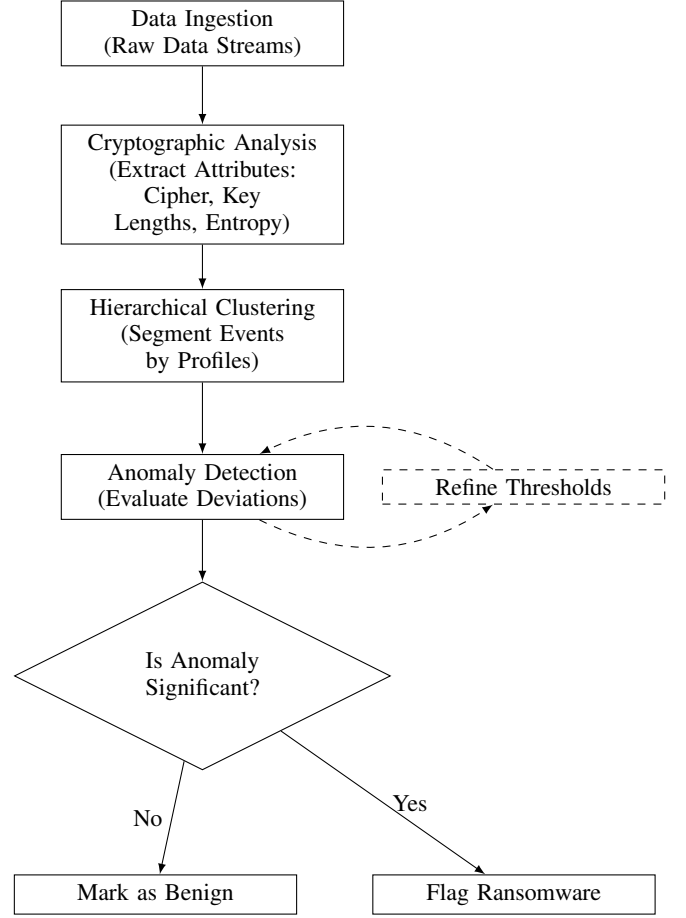 Data Ingestion
(Raw Data Streams)
Cryptographic Analysis
(Extract Attributes:
Cipher, Key
Lengths, Entropy)
Hierarchical Clustering
(Segment Events
by Profiles)
Anomaly Detection
(Evaluate Deviations)
Refine Thresholds
Is Anomaly
Significant?
No
Yes
Mark as Benign
Flag Ransomware